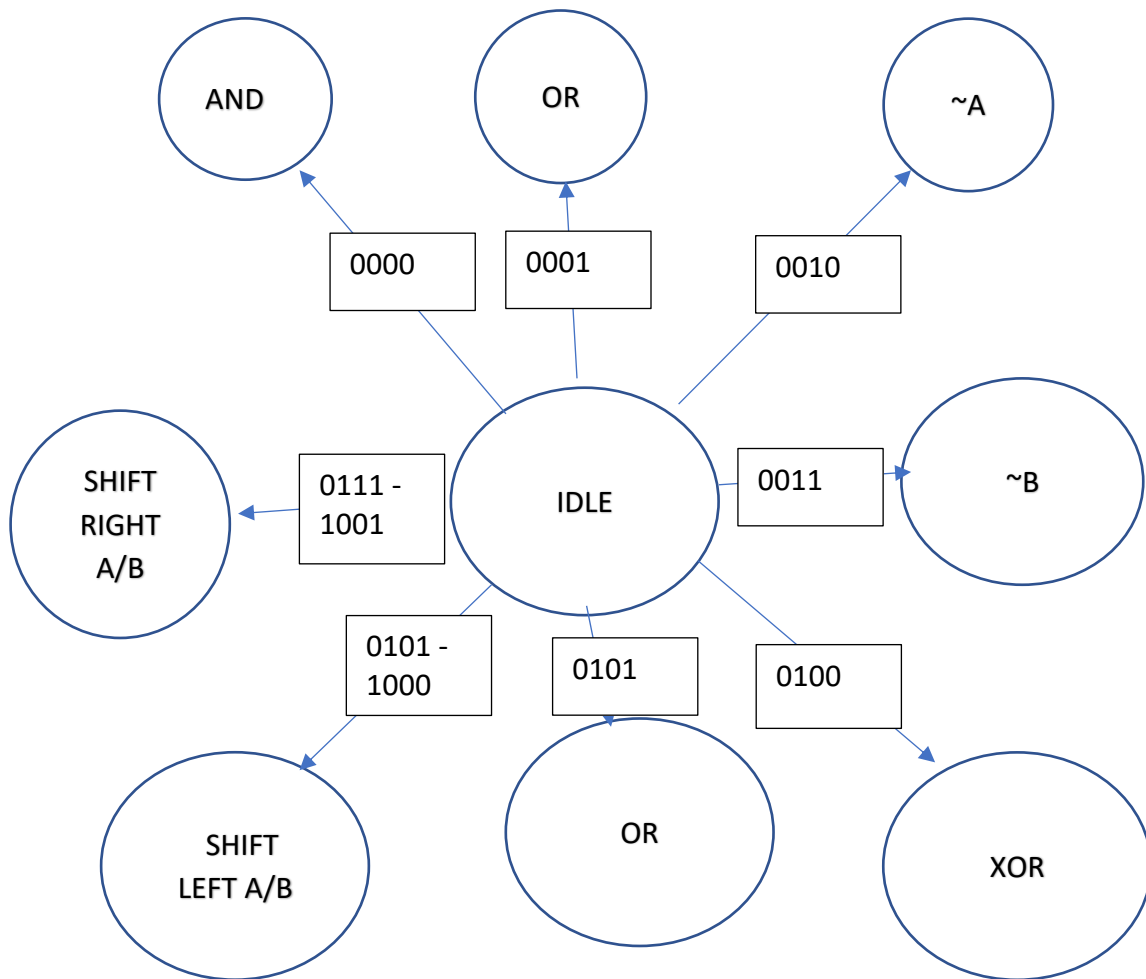 AND
OR
~A
0000
0001
0010
SHIFT
RIGHT
A/B
0111 -
1001
IDLE
0011
~B
0101 -
1000
0101
0100
SHIFT
LEFT A/B
OR
XOR